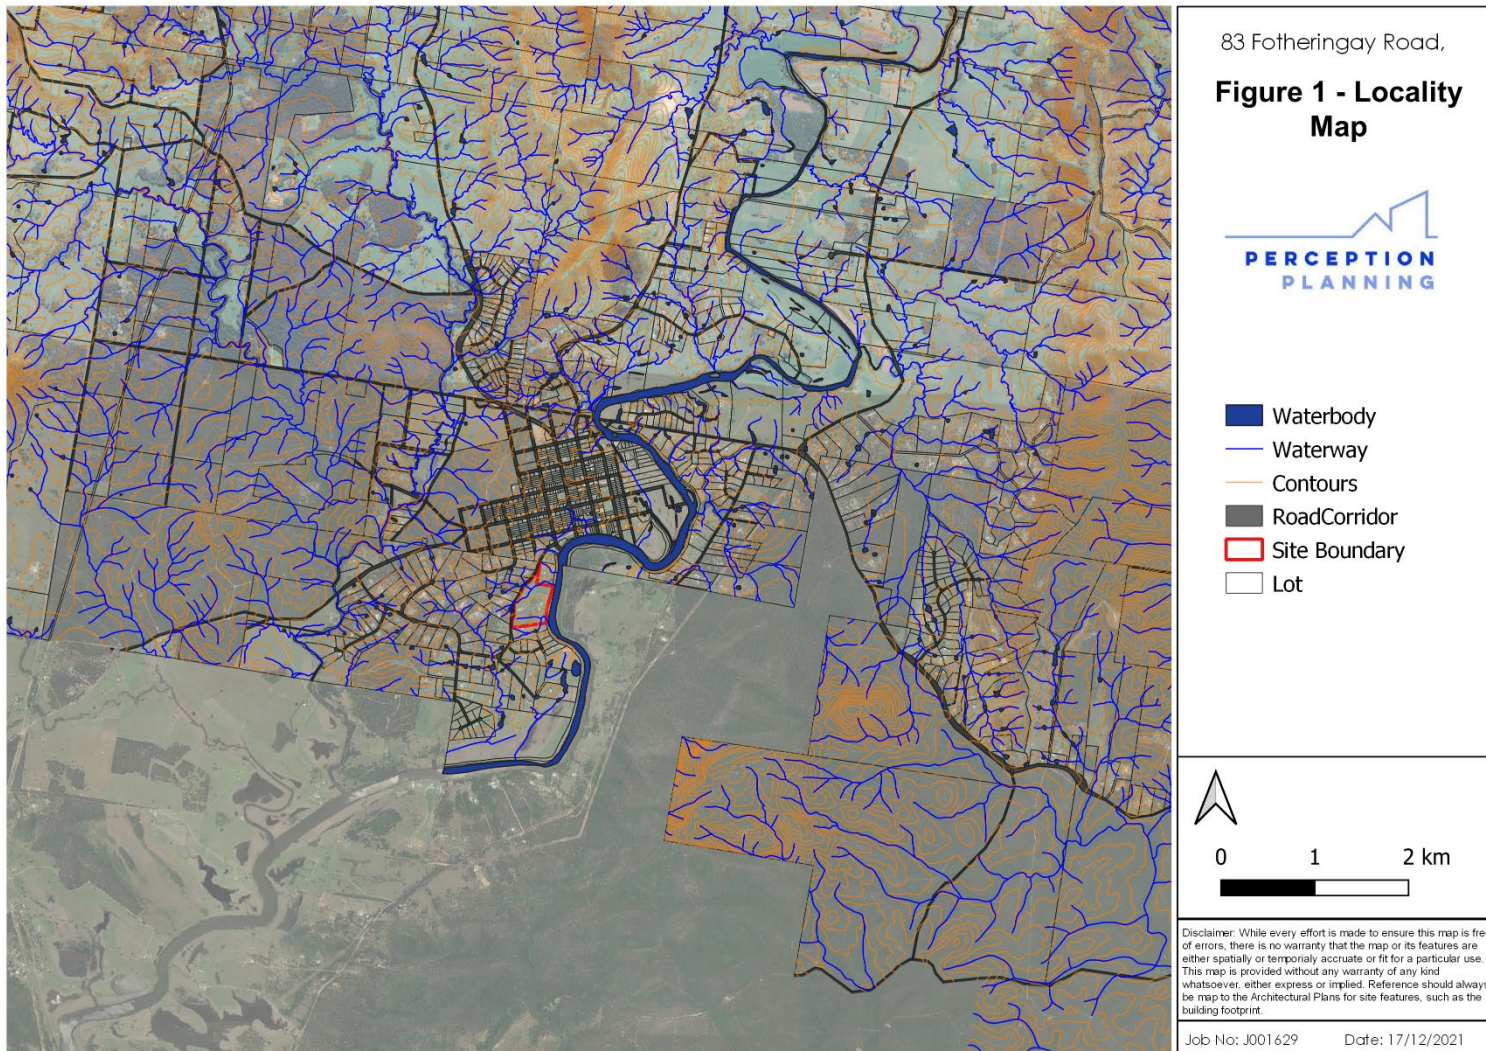 83 Fotheringay Road,
Figure 1 - Locality
Map
PERCEPTION
PLANNING
Waterbody
Waterway
Contours
RoadCorridor
Site Boundary
Lot
0 1 2 km
Disclaimer: While every effort is made to ensure this map is fre
of errors, there is no warranty that the map or its features are
either spatially or temporialy accruate or fit for a particular use.
This map is provided without any warranty of any kind
whatsoever, either express or implied. Reference should always
be map to the Architectural Plans for site features, such as the
building footprint.
Job No: J001629 Date: 17/12/2021